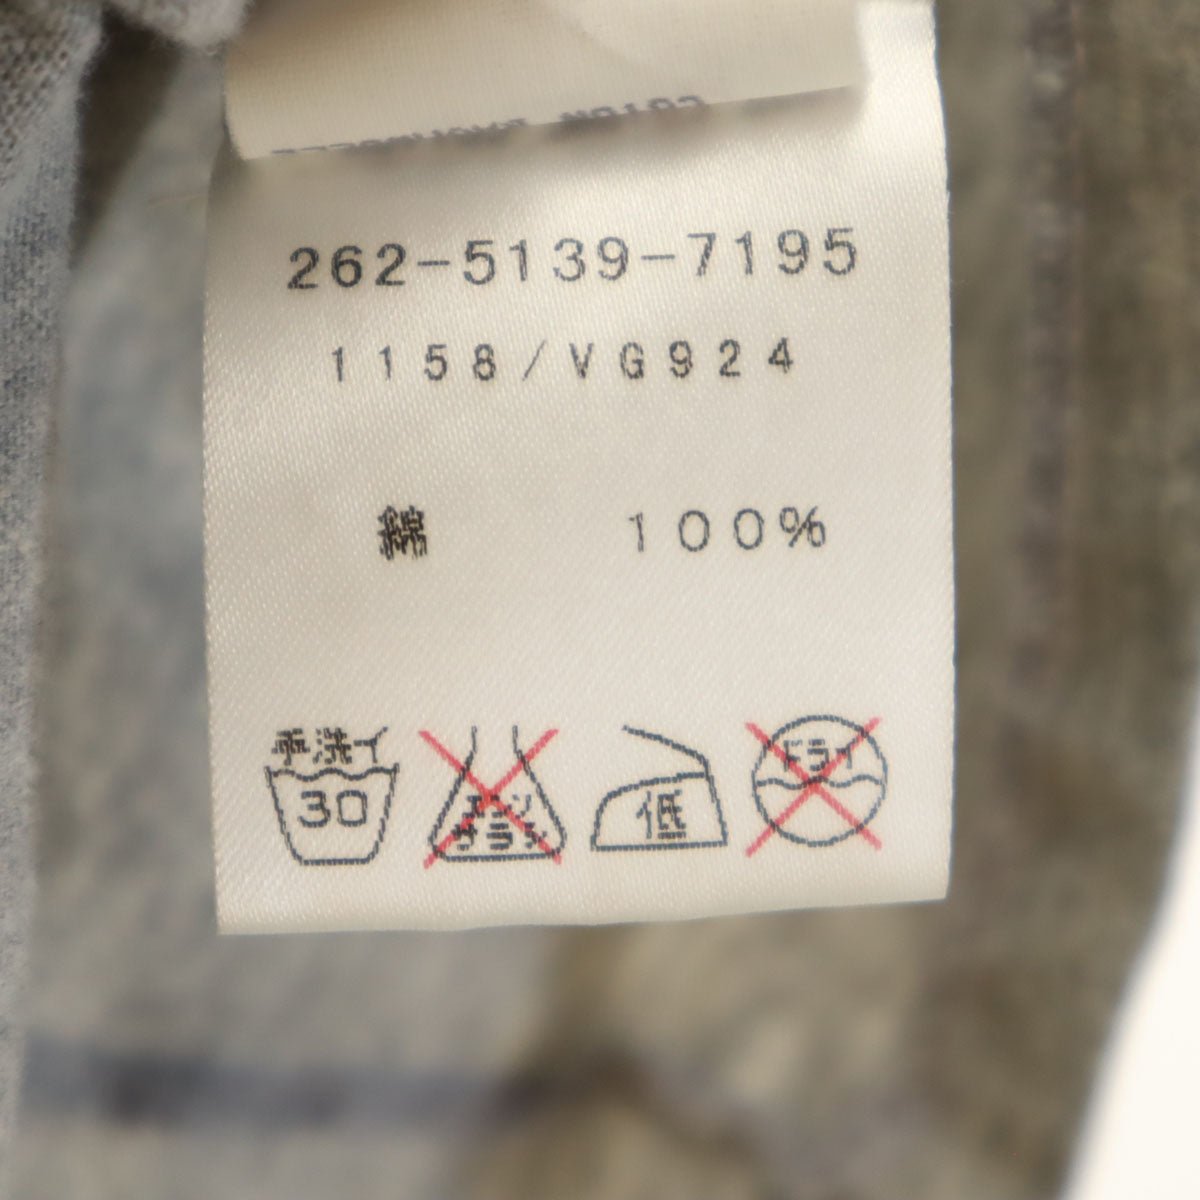 262-5139-7195
1158/VG924
綿 100%
手洗イ
30
エンソ
サラシ
低
ドライ